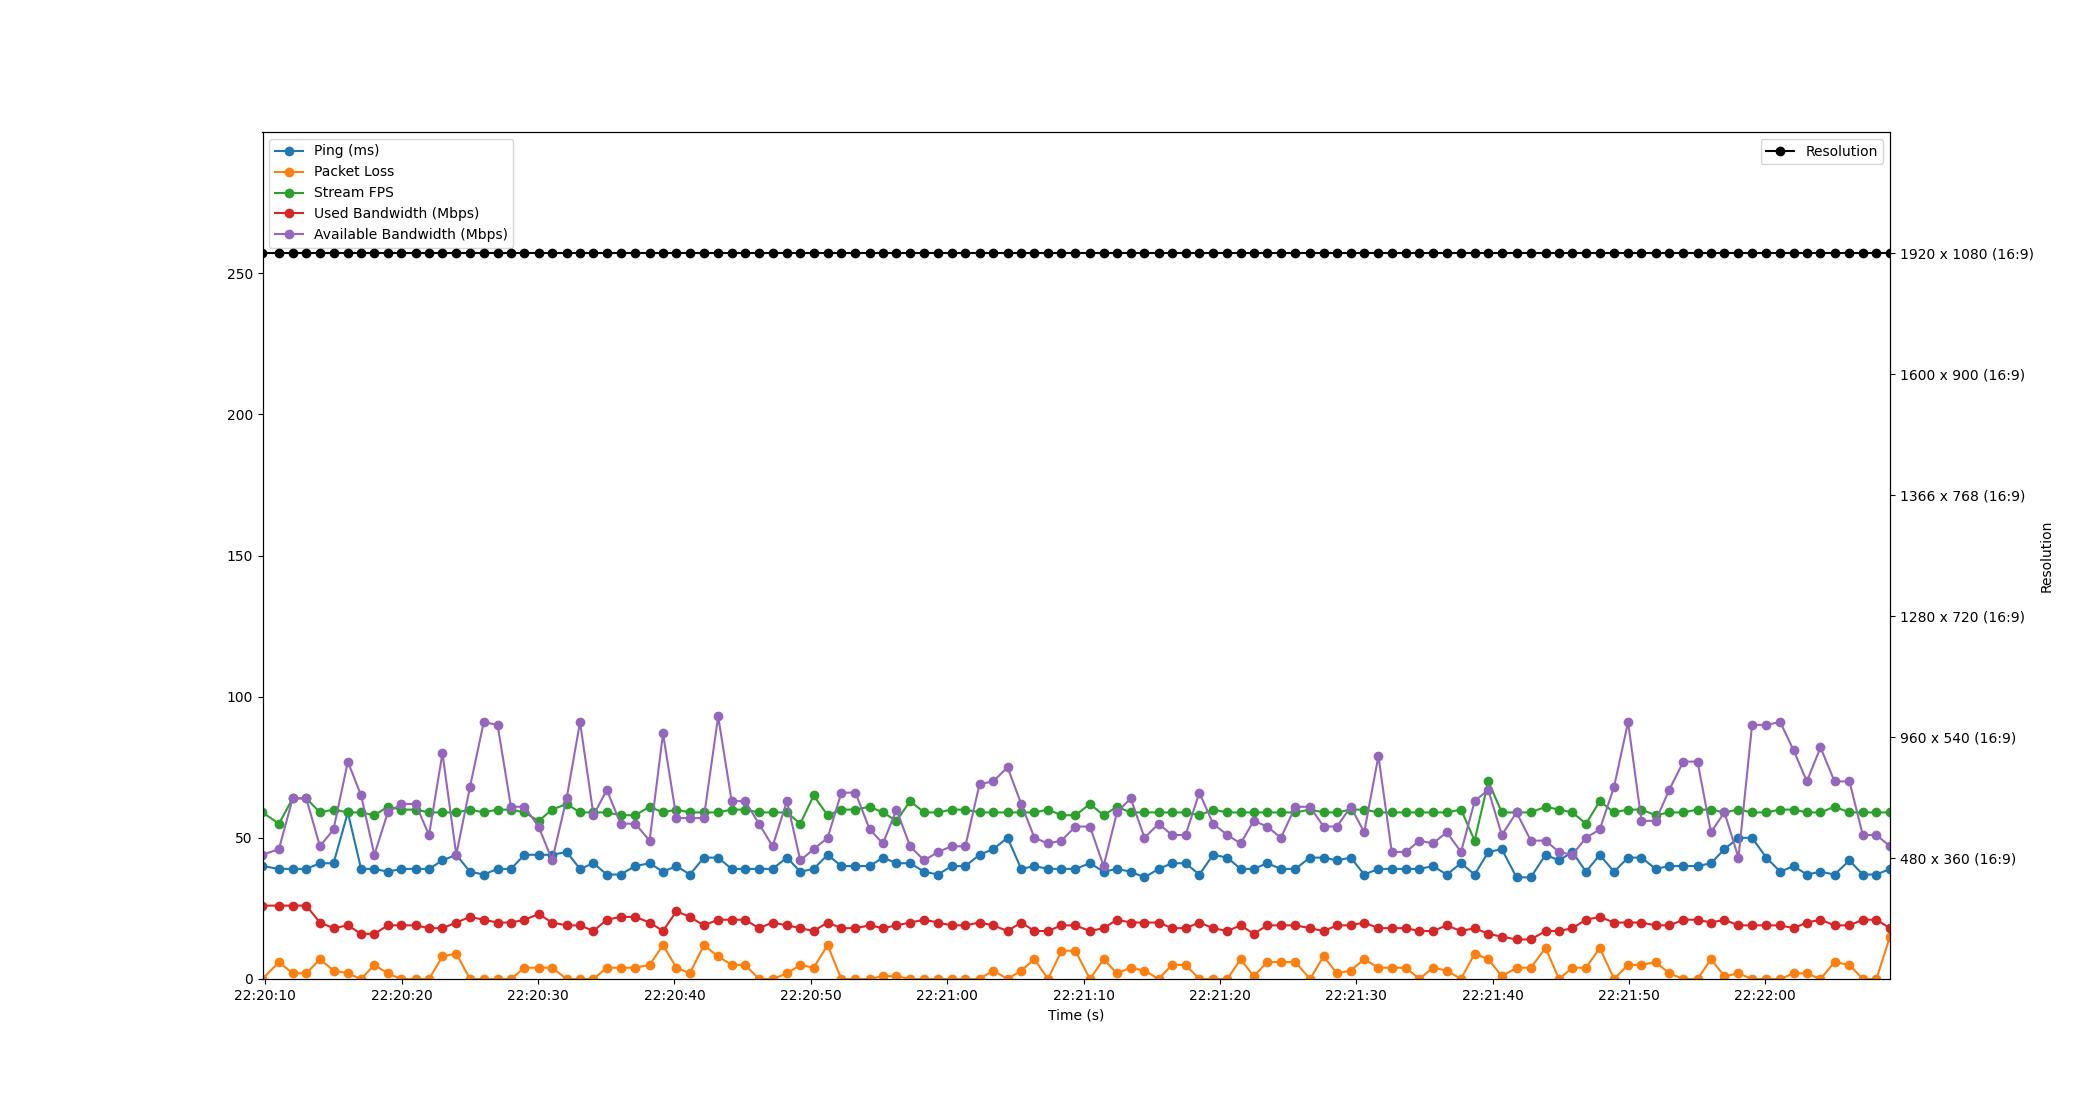 Ping (ms)
Packet Loss
Stream FPS
Used Bandwidth (Mbps)
Available Bandwidth (Mbps)
Resolution
250
200
150
100
50
0
1920 x 1080 (16:9)
1600 x 900 (16:9)
1366 x 768 (16:9)
1280 x 720 (16:9)
960 x 540 (16:9)
480 x 360 (16:9)
Resolution
22:20:10 22:20:20 22:20:30 22:20:40 22:20:50 22:21:00 22:21:10 22:21:20 22:21:30 22:21:40 22:21:50 22:22:00
Time (s)